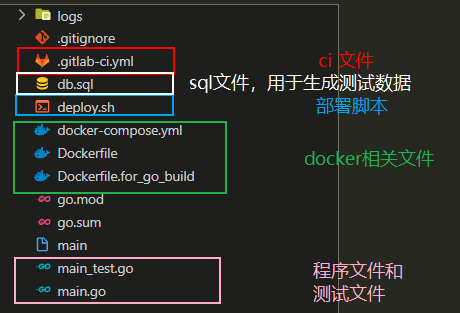 logs
.gitignore
.gitlab-ci.yml ci 文件
db.sql sql文件，用于生成测试数据
deploy.sh 部署脚本
docker-compose.yml
Dockerfile docker相关文件
Dockerfile.for_go_build
go.mod
go.sum
main
main_test.go 程序文件和
main.go 测试文件